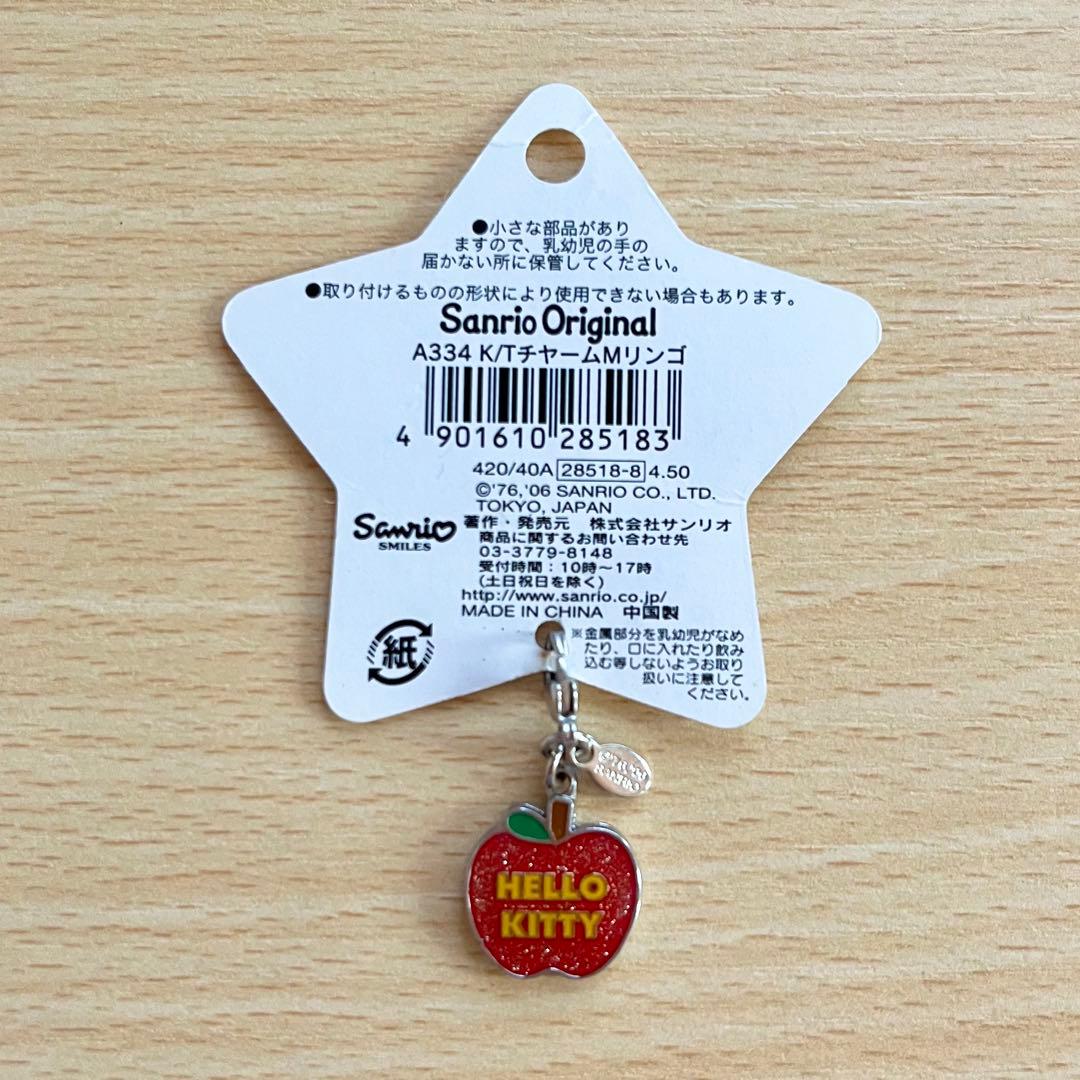 ●小さな部品があり
ますので、乳幼児の手の
届かない所に保管してください。
●取り付けるものの形状により使用できない場合もあります。
Sanrio Original
A334 K/TチヤームMリンゴ
4 901610 285183
420/40A 28518-8 4.50
©'76,'06 SANRIO CO., LTD.
TOKYO, JAPAN
Sanrio
SMILES
著作・発売元 株式会社サンリオ
商品に関するお問い合わせ先
03-3779-8148
受付時間：10時～17時
(土日祝日を除く)
http://www.sanrio.co.jp/
MADE IN CHINA 中国製
紙
※金属部分を乳幼児がなめ
たり、口に入れたり飲み
込む等しないようお取り
扱いに注意して
ください。
SANRIO
HELLO
KITTY